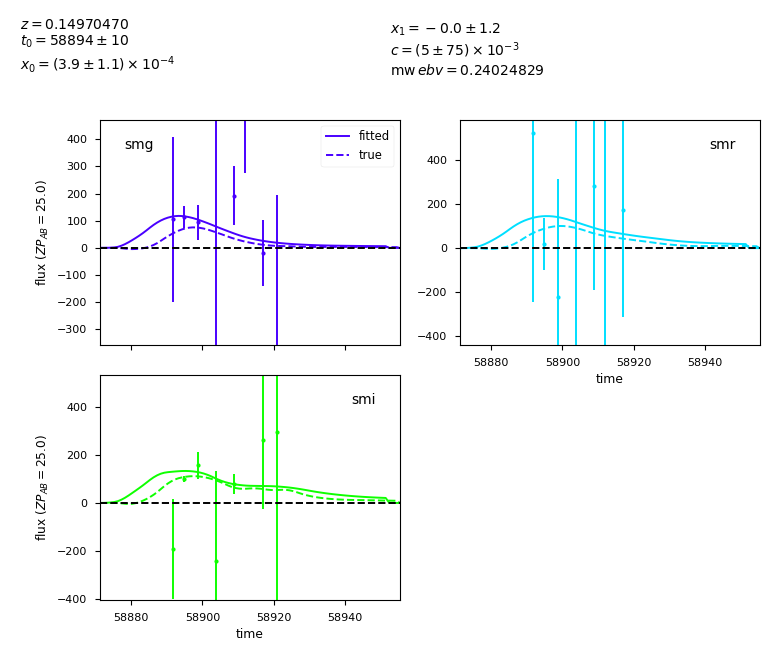 z = 0.14970470
t₀ = 58894 ± 10
x₀ = (3.9 ± 1.1) × 10⁻⁴
x₁ = −0.0 ± 1.2
c = (5 ± 75) × 10⁻³
mw ebv = 0.24024829
smg
fitted
true
400
300
200
100
0
−100
−200
−300
flux (ZP_AB = 25.0)
smr
400
200
0
−200
−400
58880 58900 58920 58940
time
smi
400
200
0
−200
−400
flux (ZP_AB = 25.0)
58880 58900 58920 58940
time